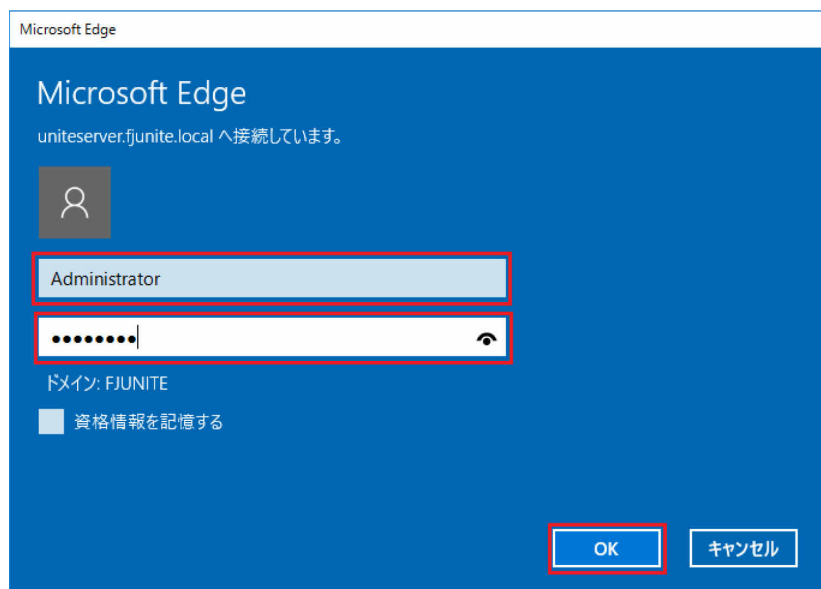 Microsoft Edge
Microsoft Edge
uniteserver.fjunite.local へ接続しています。
Administrator
●●●●●●●●
ドメイン: FJUNITE
資格情報を記憶する
OK
キャンセル